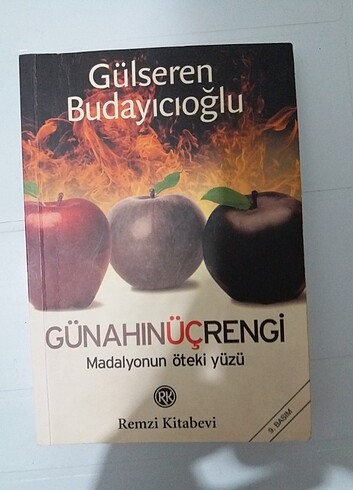 Gülseren
Budayıcıoğlu
GÜNAHINÜÇRENGİ
Madalyonun öteki yüzü
RK
Remzi Kitabevi
9. BASIM